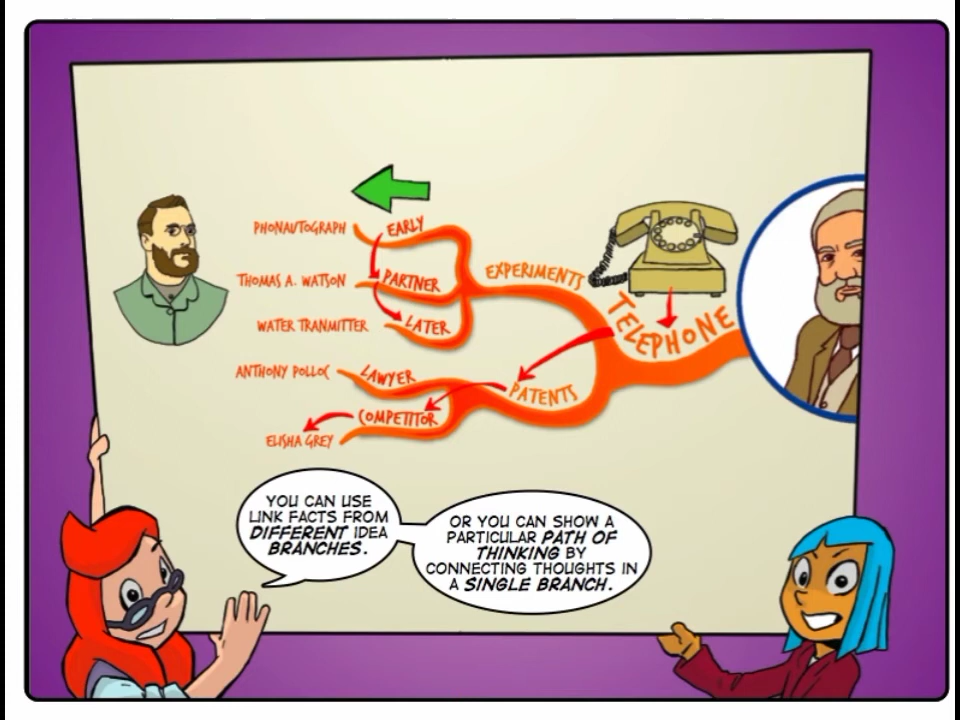 PHONAUTOGRAPH
EARLY
THOMAS A. WATSON
PARTNER
EXPERIMENTS
WATER TRANMITTER
LATER
TELEPHONE
ANTHONY POLLOC
LAWYER
PATENTS
COMPETITOR
ELISHA GREY
YOU CAN USE
LINK FACTS FROM
DIFFERENT IDEA
BRANCHES.
OR YOU CAN SHOW A
PARTICULAR PATH OF
THINKING BY
CONNECTING THOUGHTS IN
A SINGLE BRANCH.